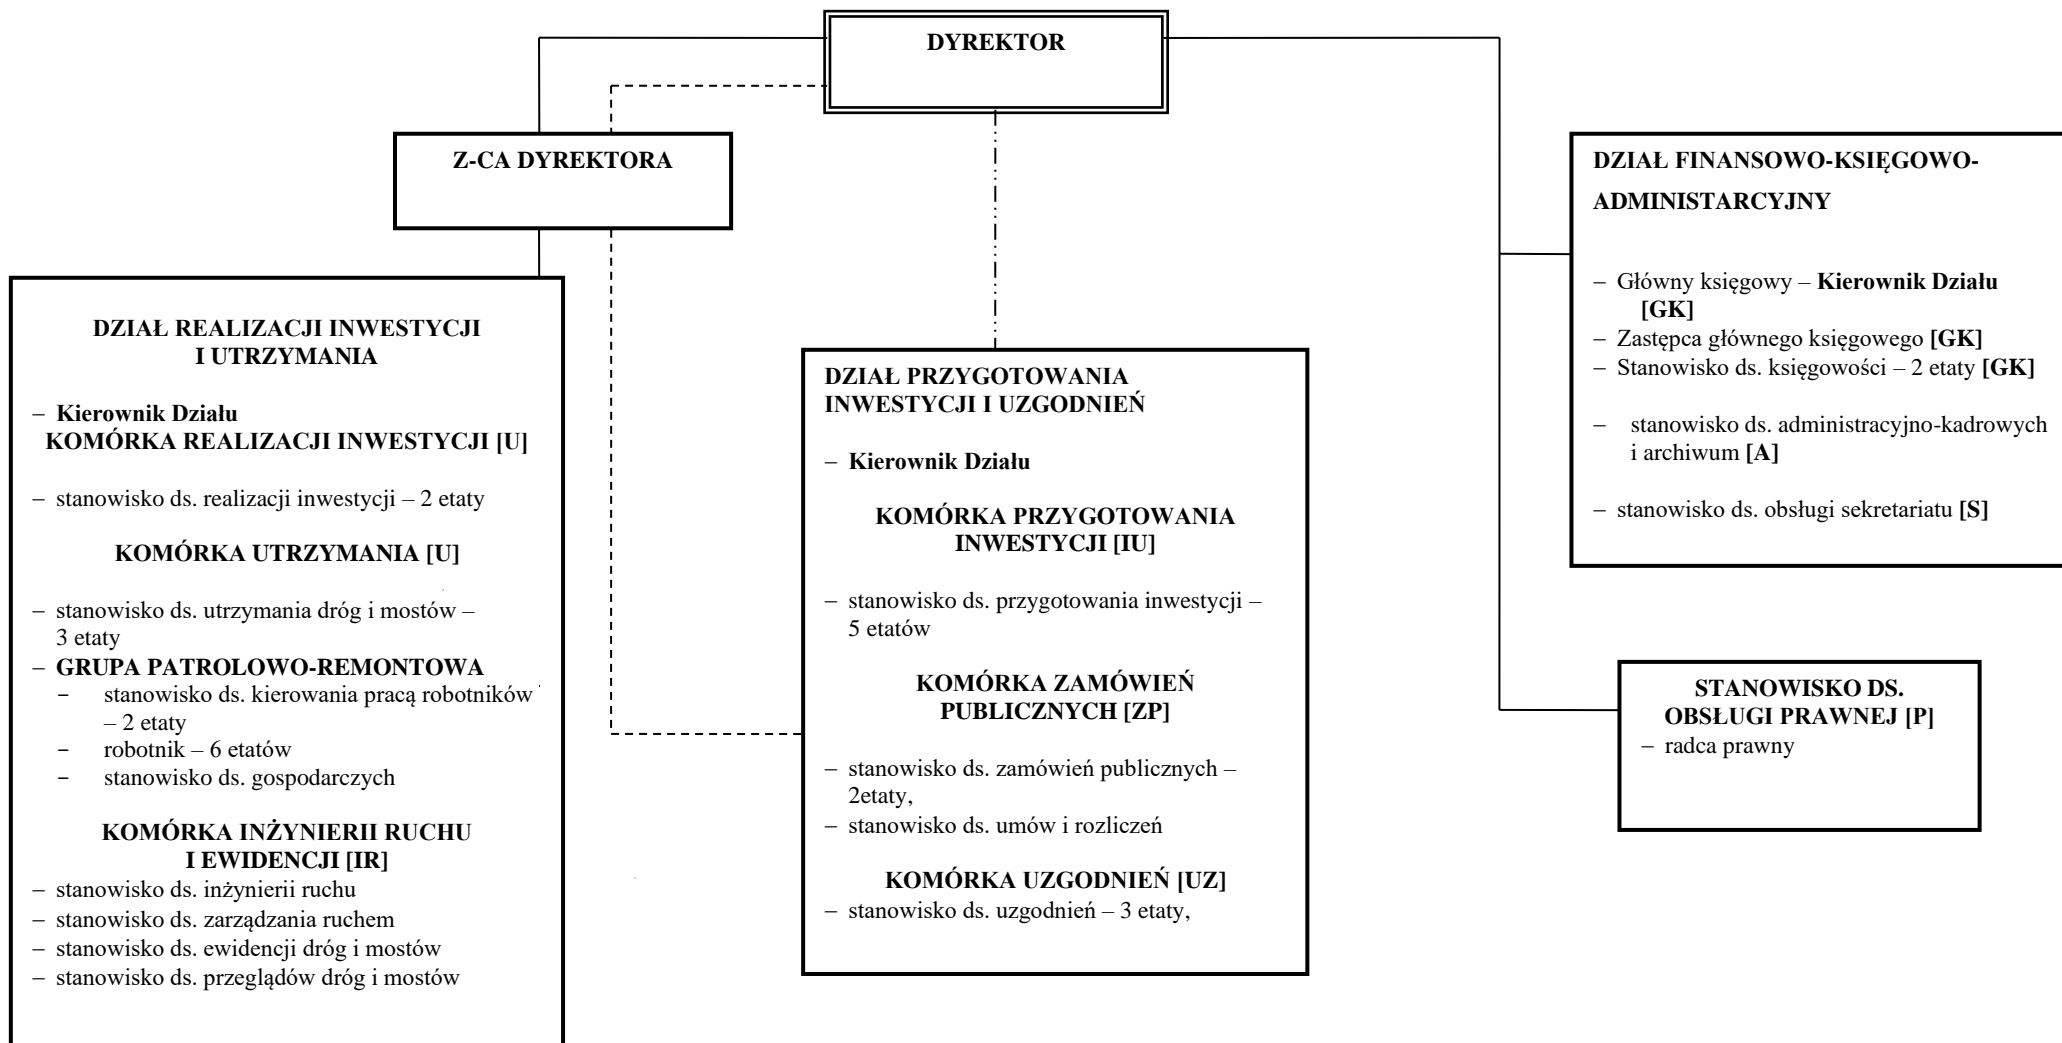 DYREKTOR
Z-CA DYREKTORA
DZIAŁ REALIZACJI INWESTYCJI
I UTRZYMANIA
– Kierownik Działu
KOMÓRKA REALIZACJI INWESTYCJI [U]
– stanowisko ds. realizacji inwestycji – 2 etaty
KOMÓRKA UTRZYMANIA [U]
– stanowisko ds. utrzymania dróg i mostów –
3 etaty
– GRUPA PATROLOWO-REMONTOWA
- stanowisko ds. kierowania pracą robotników
– 2 etaty
- robotnik – 6 etatów
- stanowisko ds. gospodarczych
KOMÓRKA INŻYNIERII RUCHU
I EWIDENCJI [IR]
– stanowisko ds. inżynierii ruchu
– stanowisko ds. zarządzania ruchem
– stanowisko ds. ewidencji dróg i mostów
– stanowisko ds. przeglądów dróg i mostów
DZIAŁ PRZYGOTOWANIA
INWESTYCJI I UZGODNIEŃ
– Kierownik Działu
KOMÓRKA PRZYGOTOWANIA
INWESTYCJI [IU]
– stanowisko ds. przygotowania inwestycji –
5 etatów
KOMÓRKA ZAMÓWIEŃ
PUBLICZNYCH [ZP]
– stanowisko ds. zamówień publicznych –
2etaty,
– stanowisko ds. umów i rozliczeń
KOMÓRKA UZGODNIEŃ [UZ]
– stanowisko ds. uzgodnień – 3 etaty,
DZIAŁ FINANSOWO-KSIĘGOWO-
ADMINISTARCYJNY
– Główny księgowy – Kierownik Działu
[GK]
– Zastępca głównego księgowego [GK]
– Stanowisko ds. księgowości – 2 etaty [GK]
– stanowisko ds. administracyjno-kadrowych
i archiwum [A]
– stanowisko ds. obsługi sekretariatu [S]
STANOWISKO DS.
OBSŁUGI PRAWNEJ [P]
– radca prawny